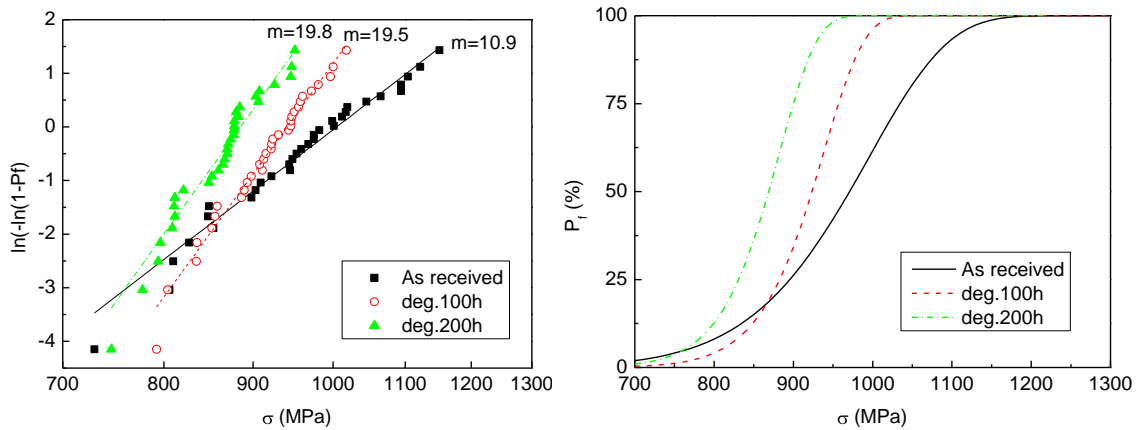 ln(-ln(1-Pf)
2
1
0
-1
-2
-3
-4
m=19.8
m=19.5
m=10.9
As received
deg.100h
deg.200h
700 800 900 1000 1100 1200 1300
σ (MPa)
P_f (%)
100
75
50
25
0
As received
deg.100h
deg.200h
700 800 900 1000 1100 1200 1300
σ (MPa)